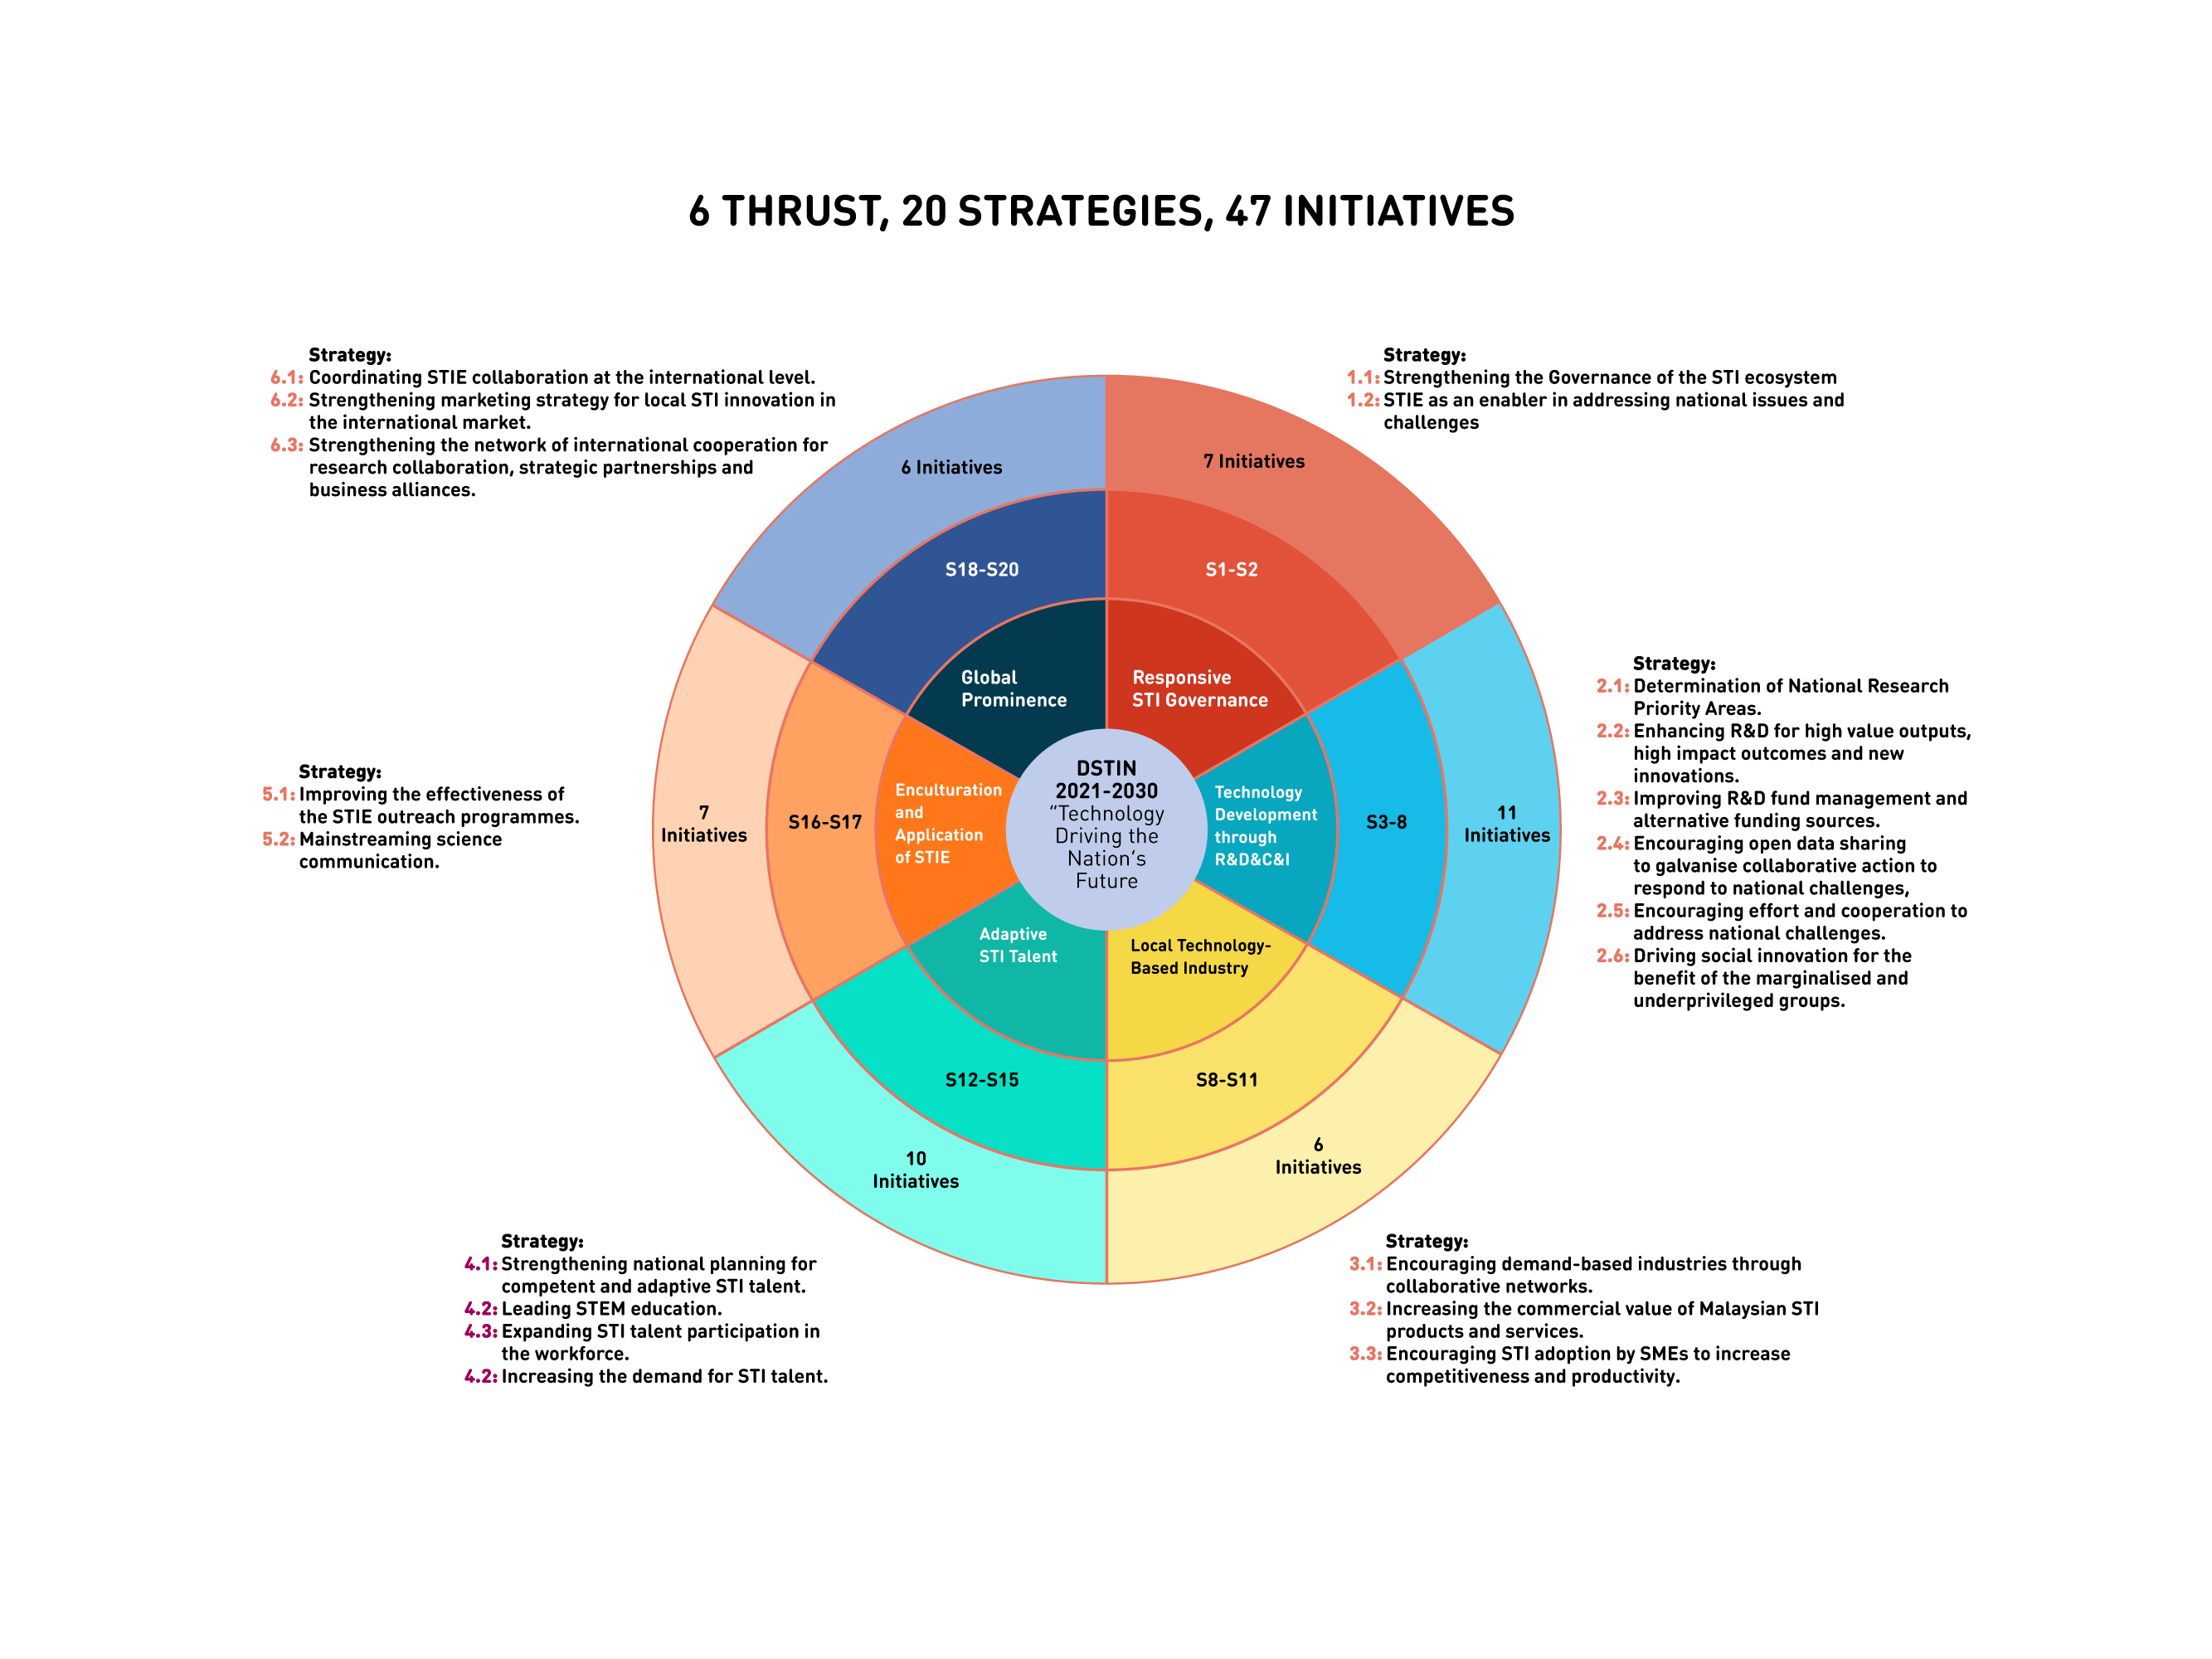 6 THRUST, 20 STRATEGIES, 47 INITIATIVES
Strategy:
6.1: Coordinating STIE collaboration at the international level.
6.2: Strengthening marketing strategy for local STI innovation in
the international market.
6.3: Strengthening the network of international cooperation for
research collaboration, strategic partnerships and
business alliances.
Strategy:
1.1: Strengthening the Governance of the STI ecosystem
1.2: STIE as an enabler in addressing national issues and
challenges
6 Initiatives
7 Initiatives
S18-S20
S1-S2
Global
Prominence
Responsive
STI Governance
Strategy:
2.1: Determination of National Research
Priority Areas.
2.2: Enhancing R&D for high value outputs,
high impact outcomes and new
innovations.
2.3: Improving R&D fund management and
alternative funding sources.
2.4: Encouraging open data sharing
to galvanise collaborative action to
respond to national challenges,
2.5: Encouraging effort and cooperation to
address national challenges.
2.6: Driving social innovation for the
benefit of the marginalised and
underprivileged groups.
Strategy:
5.1: Improving the effectiveness of
the STIE outreach programmes.
5.2: Mainstreaming science
communication.
7
Initiatives
S16-S17
Enculturation
and
Application
of STIE
DSTIN
2021-2030
"Technology
Driving the
Nation's
Future
Technology
Development
through
R&D&C&I
S3-8
11
Initiatives
Adaptive
STI Talent
Local Technology-
Based Industry
S12-S15
S8-S11
10
Initiatives
6
Initiatives
Strategy:
4.1: Strengthening national planning for
competent and adaptive STI talent.
4.2: Leading STEM education.
4.3: Expanding STI talent participation in
the workforce.
4.2: Increasing the demand for STI talent.
Strategy:
3.1: Encouraging demand-based industries through
collaborative networks.
3.2: Increasing the commercial value of Malaysian STI
products and services.
3.3: Encouraging STI adoption by SMEs to increase
competitiveness and productivity.